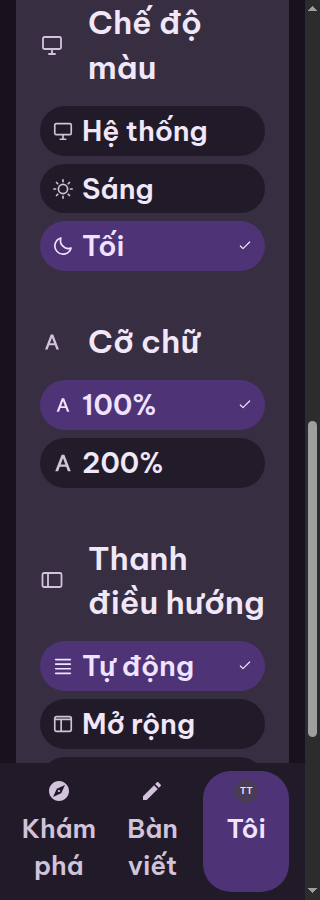 Chế độ
màu
Hệ thống
Sáng
Tối
A Cỡ chữ
A 100%
A 200%
Thanh
điều hướng
Tự động
Mở rộng
Khám
phá
Bàn
viết
TT
Tôi